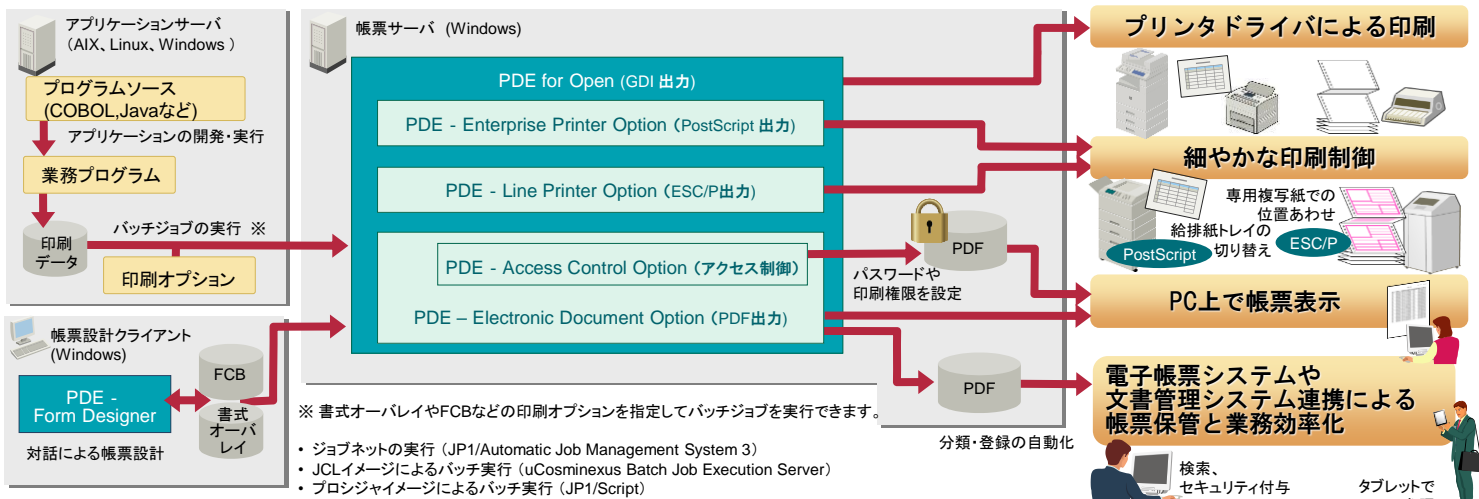 アプリケーションサーバ
（AIX、Linux、Windows ）
プログラムソース
(COBOL,Javaなど)
アプリケーションの開発・実行
業務プログラム
印刷
データ
バッチジョブの実行 ※
印刷オプション
帳票設計クライアント
(Windows)
PDE -
Form Designer
FCB
書式
オーバ
レイ
対話による帳票設計
帳票サーバ (Windows)
PDE for Open (GDI 出力)
PDE - Enterprise Printer Option （PostScript 出力）
PDE - Line Printer Option （ESC/P出力）
PDE - Access Control Option （アクセス制御）
PDE – Electronic Document Option （PDF出力）
PDF
パスワードや
印刷権限を設定
PDF
分類・登録の自動化
※ 書式オーバレイやFCBなどの印刷オプションを指定してバッチジョブを実行できます。
• ジョブネットの実行 （JP1/Automatic Job Management System 3）
• JCLイメージによるバッチ実行 （uCosminexus Batch Job Execution Server）
• プロシジャイメージによるバッチ実行 （JP1/Script）
プリンタドライバによる印刷
細やかな印刷制御
専用複写紙での
位置あわせ
給排紙トレイの
切り替え
PostScript
ESC/P
PC上で帳票表示
電子帳票システムや
文書管理システム連携による
帳票保管と業務効率化
検索、
セキュリティ付与
タブレットで